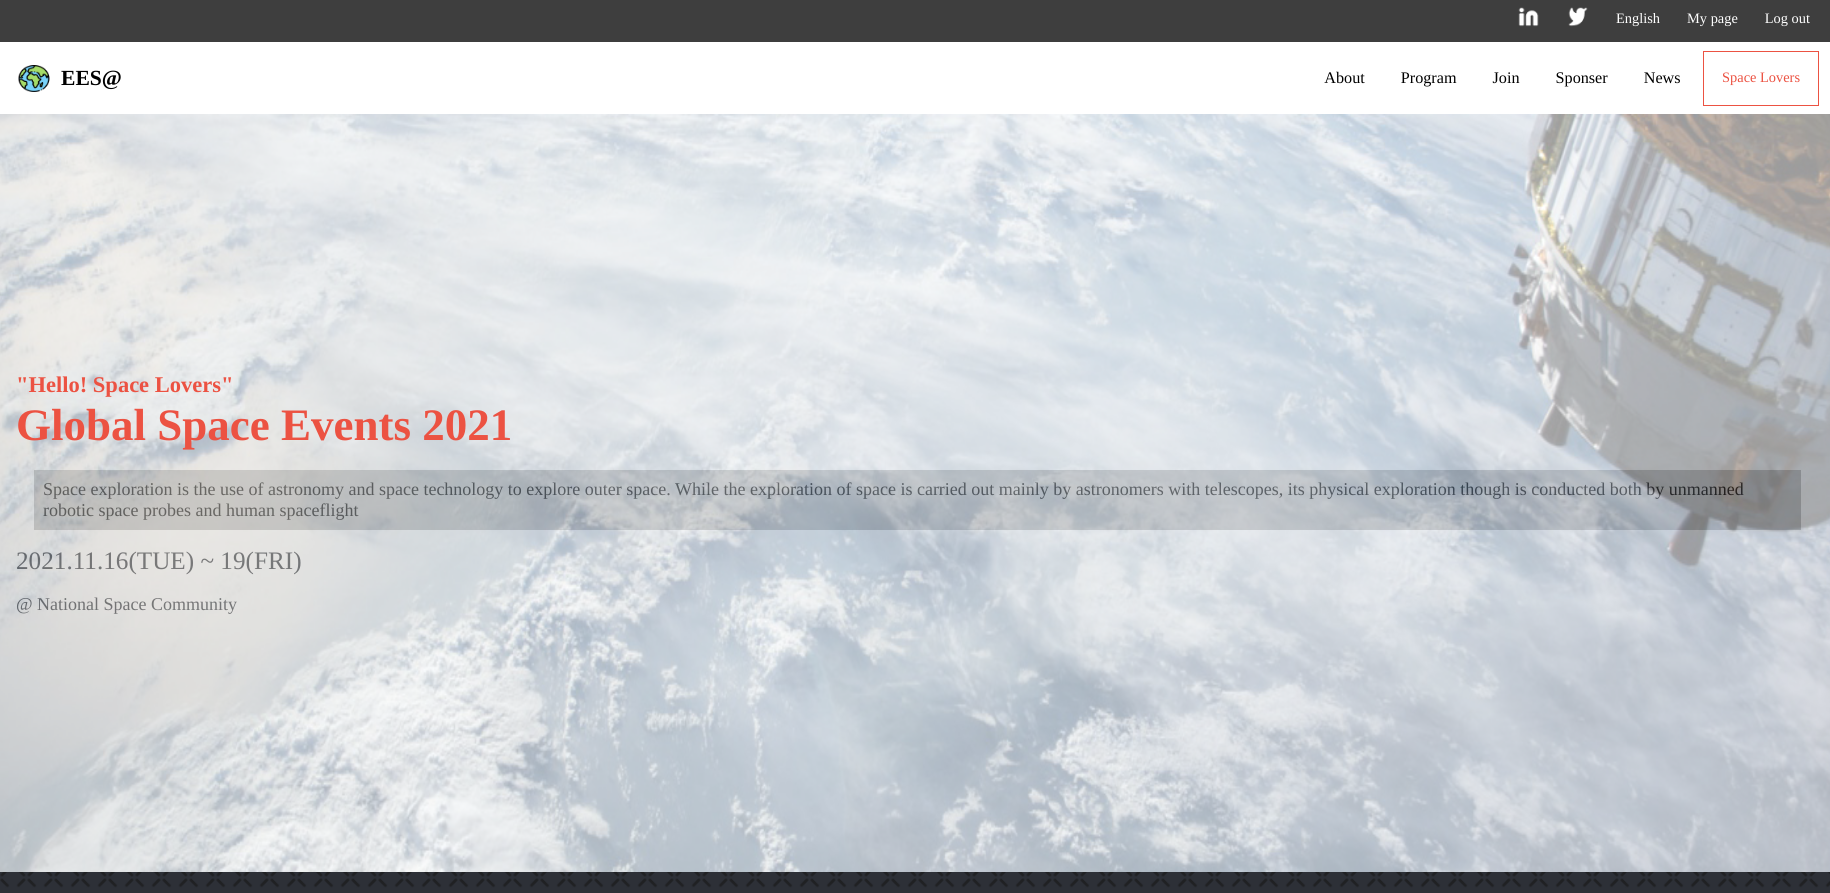 English My page Log out
EES@ About Program Join Sponser News Space Lovers
"Hello! Space Lovers"
Global Space Events 2021
Space exploration is the use of astronomy and space technology to explore outer space. While the exploration of space is carried out mainly by astronomers with telescopes, its physical exploration though is conducted both by unmanned
robotic space probes and human spaceflight
2021.11.16(TUE) ~ 19(FRI)
@ National Space Community